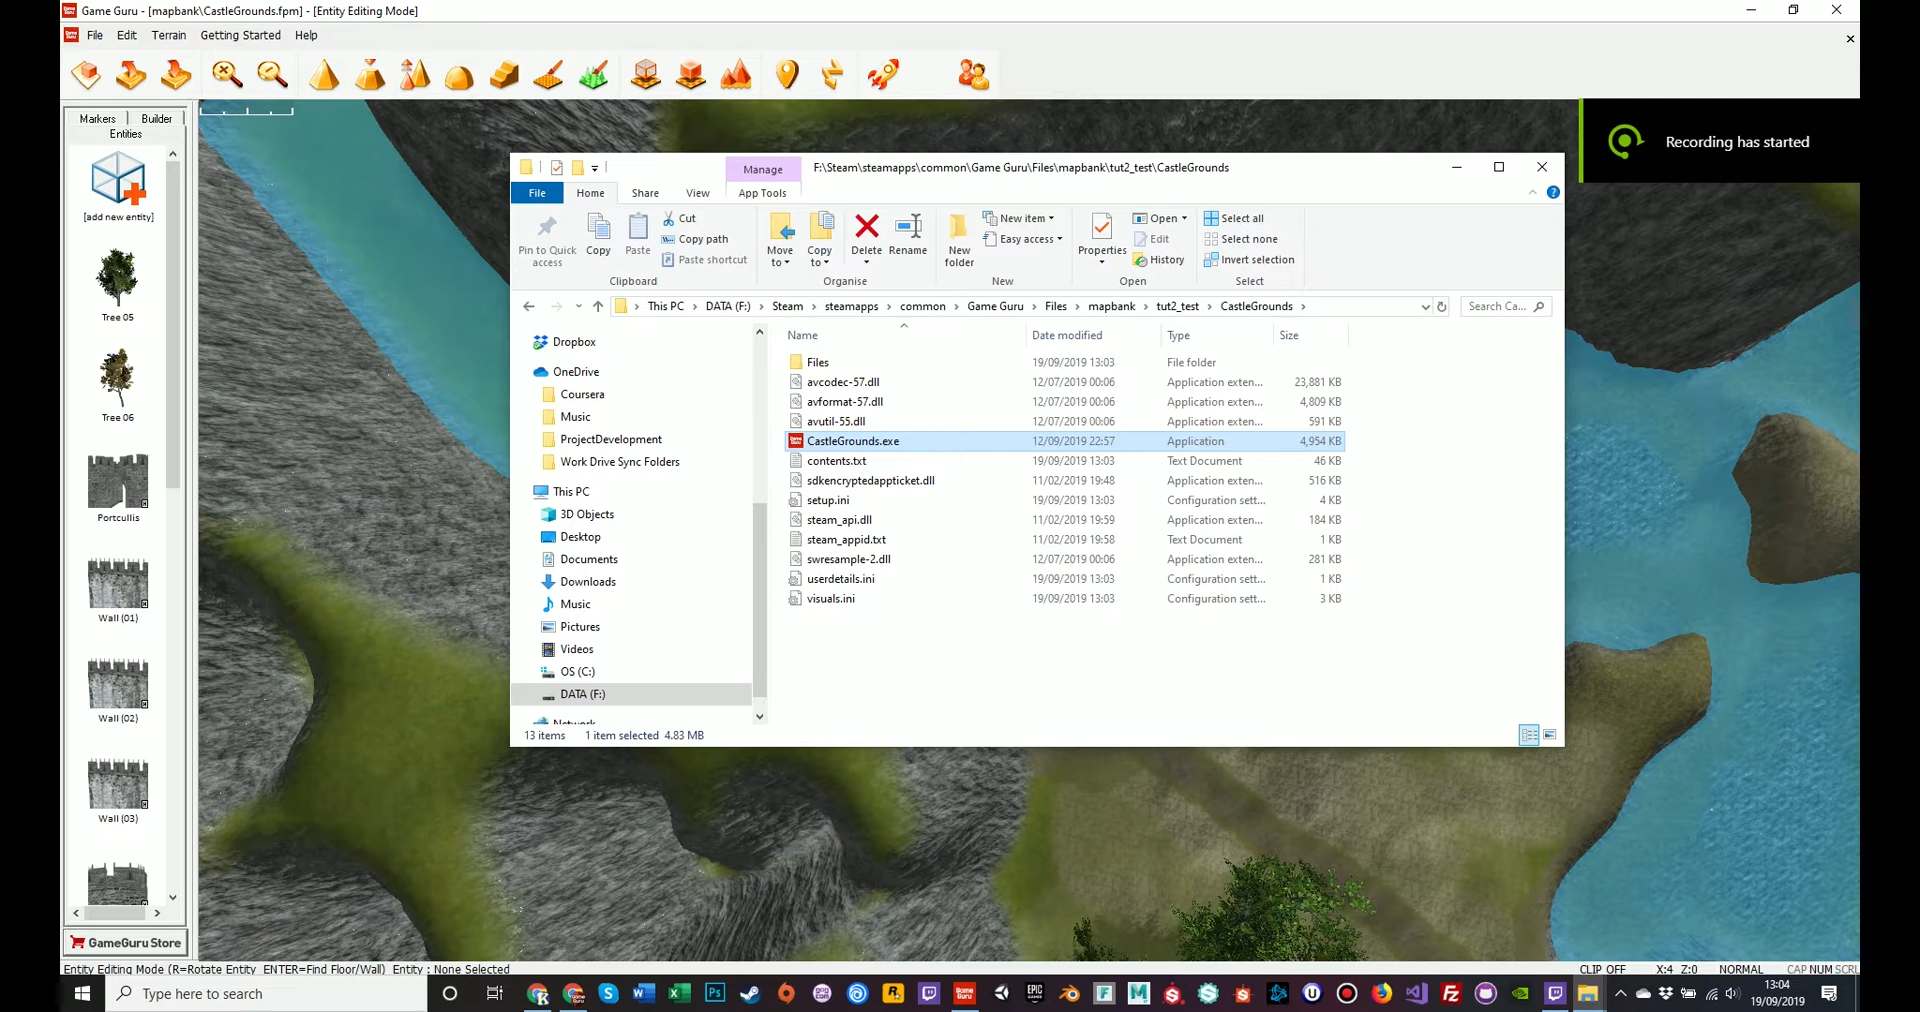 Game Guru - [mapbank\CastleGrounds.fpm] - [Entity Editing Mode]
File Edit Terrain Getting Started Help
Markers Builder
Entities
[add new entity]
Tree 05
Tree 06
Portcullis
Wall (01)
Wall (02)
Wall (03)
GameGuru Store
Recording has started
Manage F:\Steam\steamapps\common\Game Guru\Files\mapbank\tut2_test\CastleGrounds
File Home Share View App Tools
Pin to Quick access
Copy
Paste
Cut
Copy path
Paste shortcut
Clipboard
Move to
Copy to
Delete
Rename
Organise
New folder
New item
Easy access
New
Properties
Open
Edit
History
Open
Select all
Select none
Invert selection
Select
This PC > DATA (F:) > Steam > steamapps > common > Game Guru > Files > mapbank > tut2_test > CastleGrounds >
Search Ca...
Dropbox
OneDrive
Coursera
Music
ProjectDevelopment
Work Drive Sync Folders
This PC
3D Objects
Desktop
Documents
Downloads
Music
Pictures
Videos
OS (C:)
DATA (F:)
Network
Name Date modified Type Size
Files 19/09/2019 13:03 File folder
avcodec-57.dll 12/07/2019 00:06 Application exten... 23,881 KB
avformat-57.dll 12/07/2019 00:06 Application exten... 4,809 KB
avutil-55.dll 12/07/2019 00:06 Application exten... 591 KB
CastleGrounds.exe 12/09/2019 22:57 Application 4,954 KB
contents.txt 19/09/2019 13:03 Text Document 46 KB
sdkencryptedappticket.dll 11/02/2019 19:48 Application exten... 516 KB
setup.ini 19/09/2019 13:03 Configuration sett... 4 KB
steam_api.dll 11/02/2019 19:59 Application exten... 184 KB
steam_appid.txt 11/02/2019 19:58 Text Document 1 KB
swresample-2.dll 12/07/2019 00:06 Application exten... 281 KB
userdetails.ini 19/09/2019 13:03 Configuration sett... 1 KB
visuals.ini 19/09/2019 13:03 Configuration sett... 3 KB
13 items 1 item selected 4.83 MB
Entity Editing Mode (R=Rotate Entity ENTER=Find Floor/Wall) Entity : None Selected
CLIP OFF X:4 Z:0 NORMAL CAP NUM SCRL
Type here to search
13:04
19/09/2019